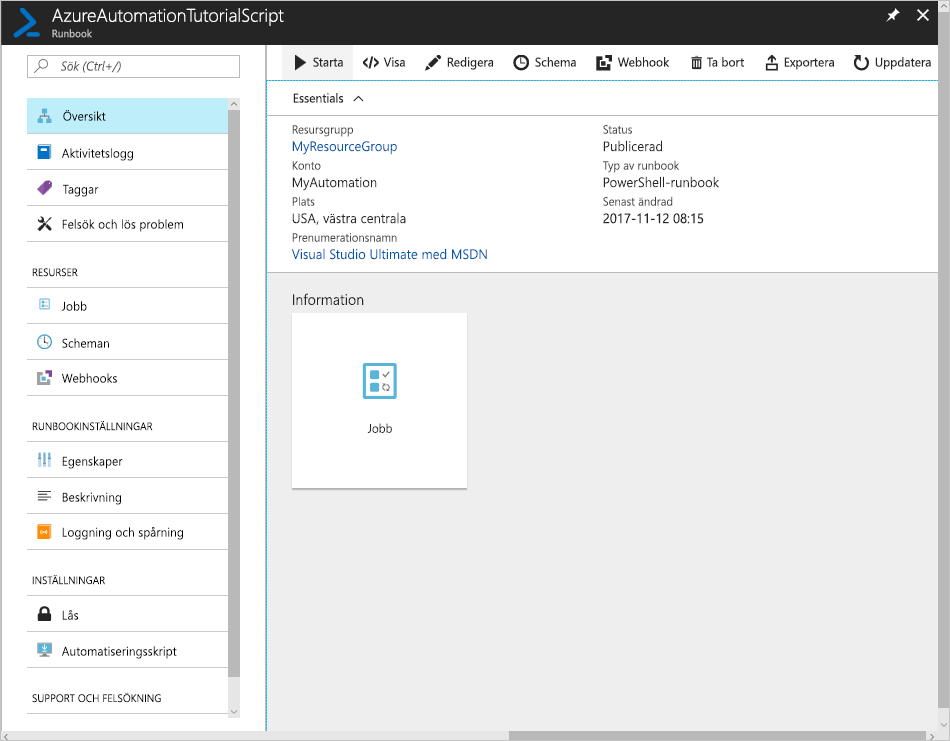 AzureAutomationTutorialScript
Runbook
Sök (Ctrl+/)
Översikt
Aktivitetslogg
Taggar
Felsök och lös problem
RESURSER
Jobb
Scheman
Webhooks
RUNBOOKINSTÄLLNINGAR
Egenskaper
Beskrivning
Loggning och spårning
INSTÄLLNINGAR
Lås
Automatiseringsskript
SUPPORT OCH FELSÖKNING
Starta Visa Redigera Schema Webhook Ta bort Exportera Uppdatera
Essentials
Resursgrupp
MyResourceGroup
Konto
MyAutomation
Plats
USA, västra centrala
Prenumerationsnamn
Visual Studio Ultimate med MSDN
Status
Publicerad
Typ av runbook
PowerShell-runbook
Senast ändrad
2017-11-12 08:15
Information
Jobb